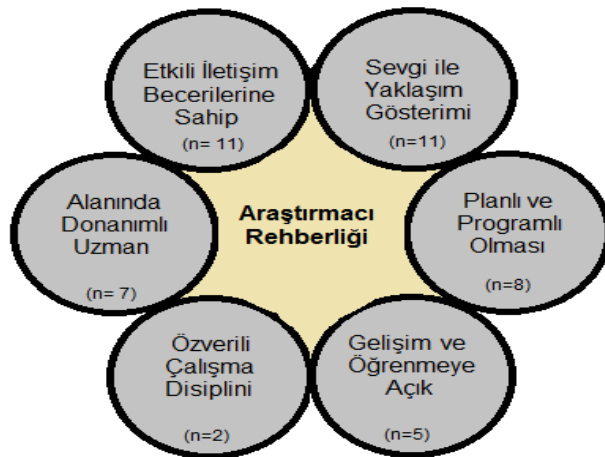 Etkili İletişim
Becerilerine
Sahip
(n= 11)
Sevgi ile
Yaklaşım
Gösterimi
(n=11)
Alanında
Donanımlı
Uzman
(n= 7)
Araştırmacı
Rehberliği
Planlı ve
Programlı
Olması
(n=8)
Özverili
Çalışma
Disiplini
(n=2)
Gelişim ve
Öğrenmeye
Açık
(n=5)